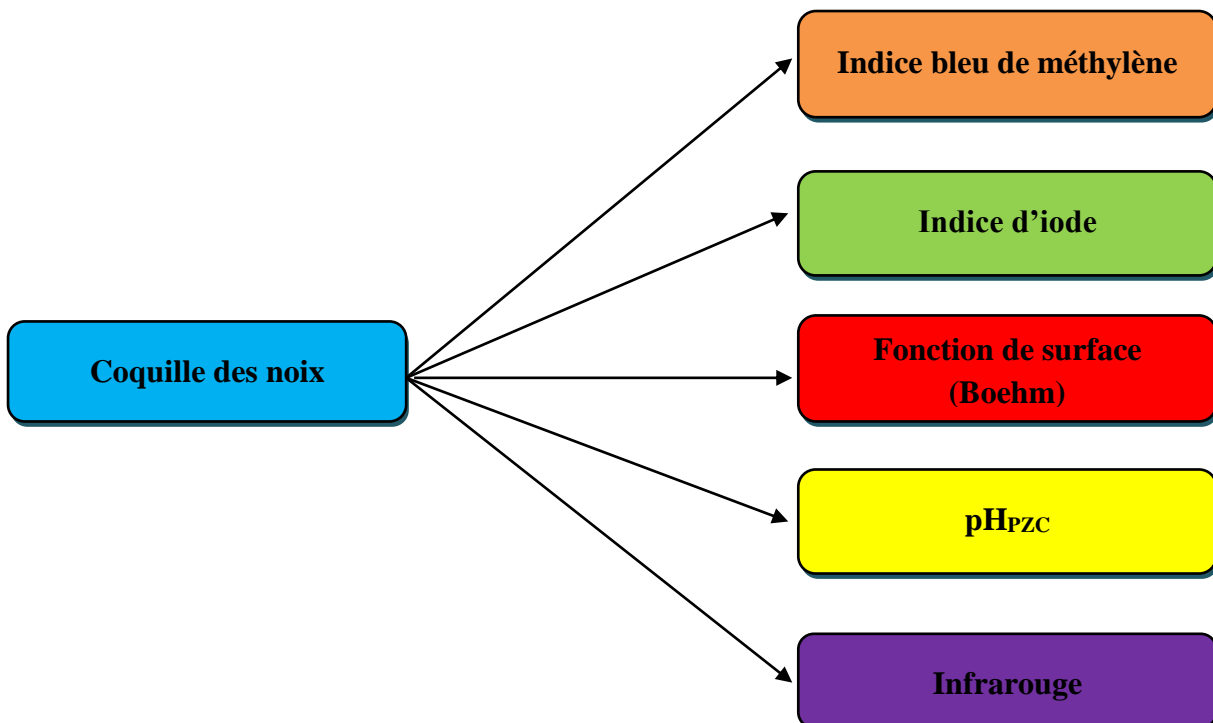 Indice bleu de méthylène
Indice d’iode
Coquille des noix
Fonction de surface
(Boehm)
pHPZC
Infrarouge